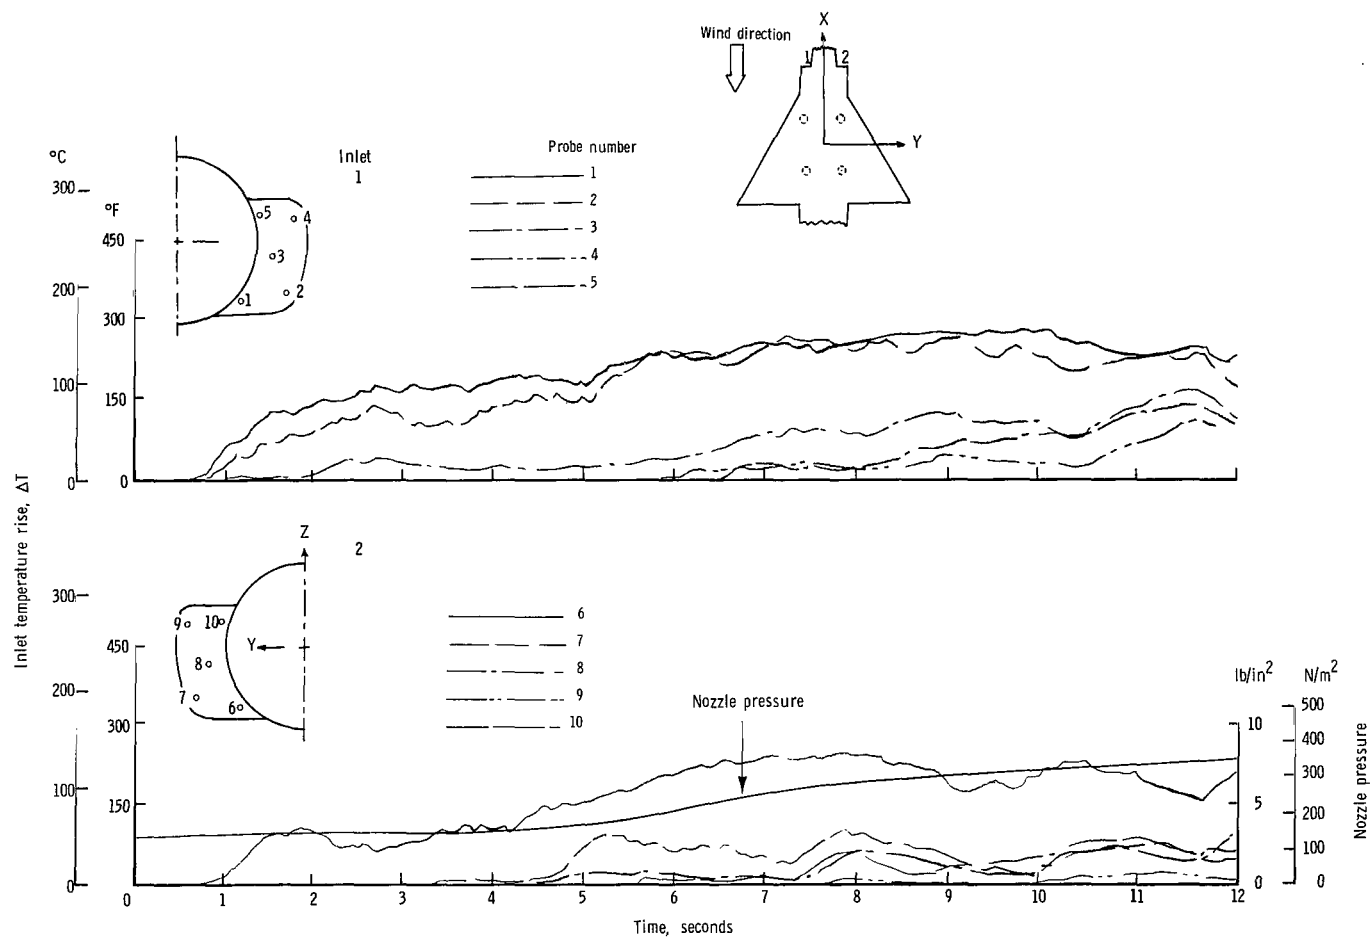 X
Wind direction
1 2
Y
°C
Inlet
1
Probe number
300
°F
450
200
300
100
150
0
0
1
2
3
4
5
5
4
3
1
2
Inlet temperature rise, ΔT
Z
2
300
450
200
300
100
150
0
9
10
Y
8
7
6
6
7
8
9
10
Nozzle pressure
lb/in2
N/m2
10
5
0
500
400
300
200
100
0
Nozzle pressure
0 1 2 3 4 5 6 7 8 9 10 11 12
Time, seconds